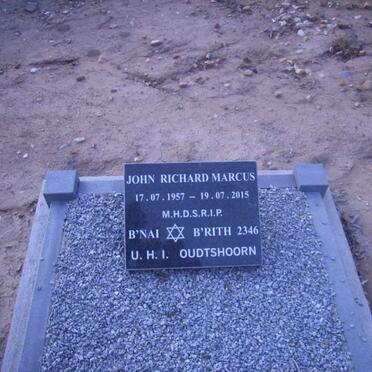 JOHN RICHARD MARCUS
17.07.1957 – 19.07.2015
M.H.D.S.R.I.P.
B'NAI B'RITH 2346
U.H.I. OUDTSHOORN